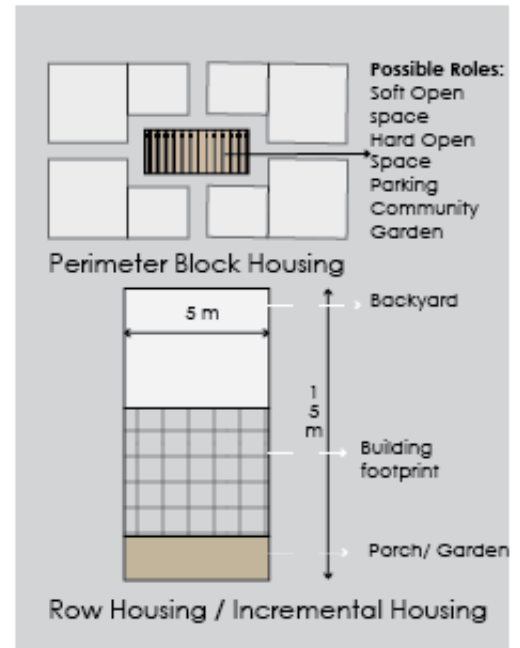 Possible Roles:
Soft Open
space
Hard Open
Space
Parking
Community
Garden
Perimeter Block Housing
5 m
Backyard
1
5
m
Building
footprint
Porch/ Garden
Row Housing / Incremental Housing